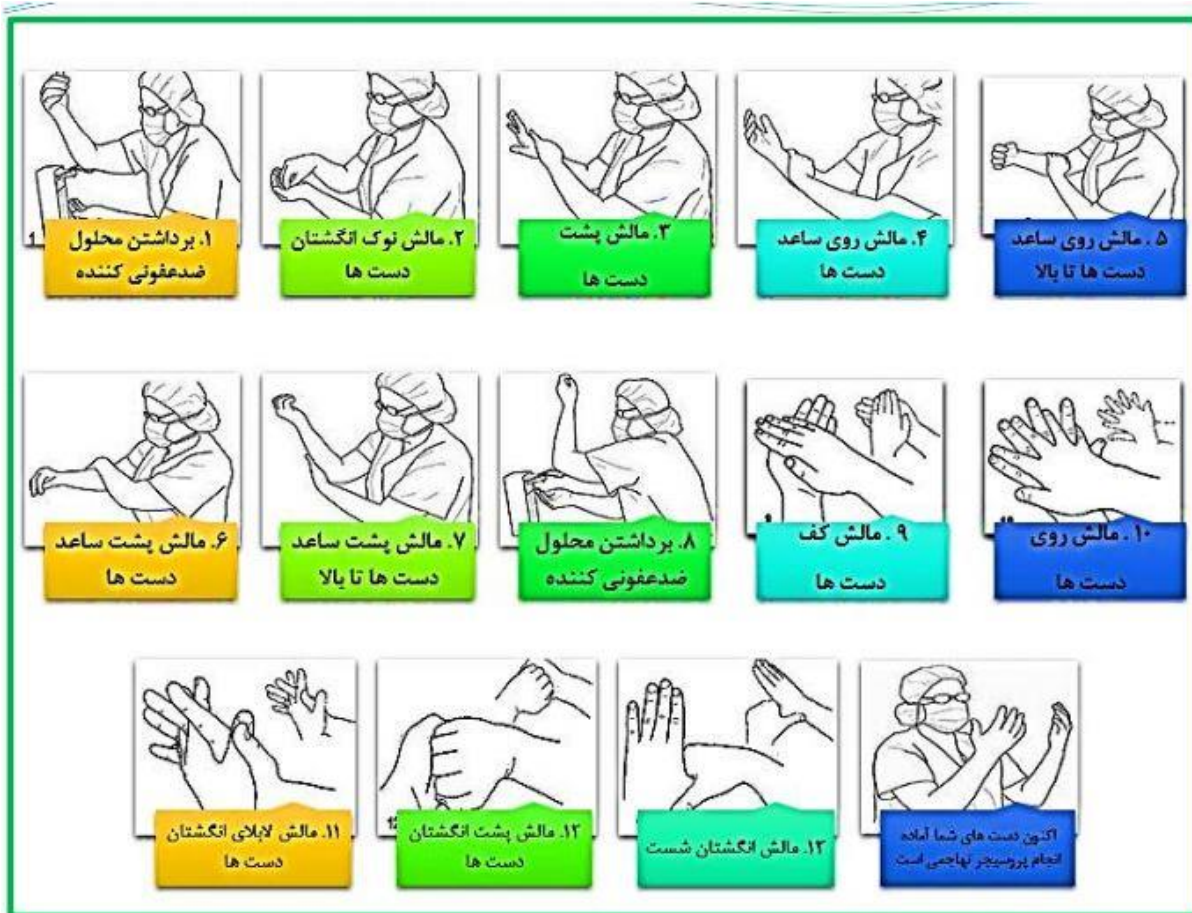 ۱. برداشتن محلول
ضدعفونی کننده
۲. مالش نوک انگشتان
دست ها
۳. مالش پشت
دست ها
۴. مالش روی ساعد
دست ها
۵. مالش روی ساعد
دست ها تا بالا
۶. مالش پشت ساعد
دست ها
۷. مالش پشت ساعد
دست ها تا بالا
۸. برداشتن محلول
ضدعفونی کننده
۹. مالش کف
دست ها
۱۰. مالش روی
دست ها
۱۱. مالش لابلای انگشتان
دست ها
۱۲. مالش پشت انگشتان
دست ها
۱۳. مالش انگشتان شست
اکنون دست های شما آماده
انجام پروسیجر تهاجمی است